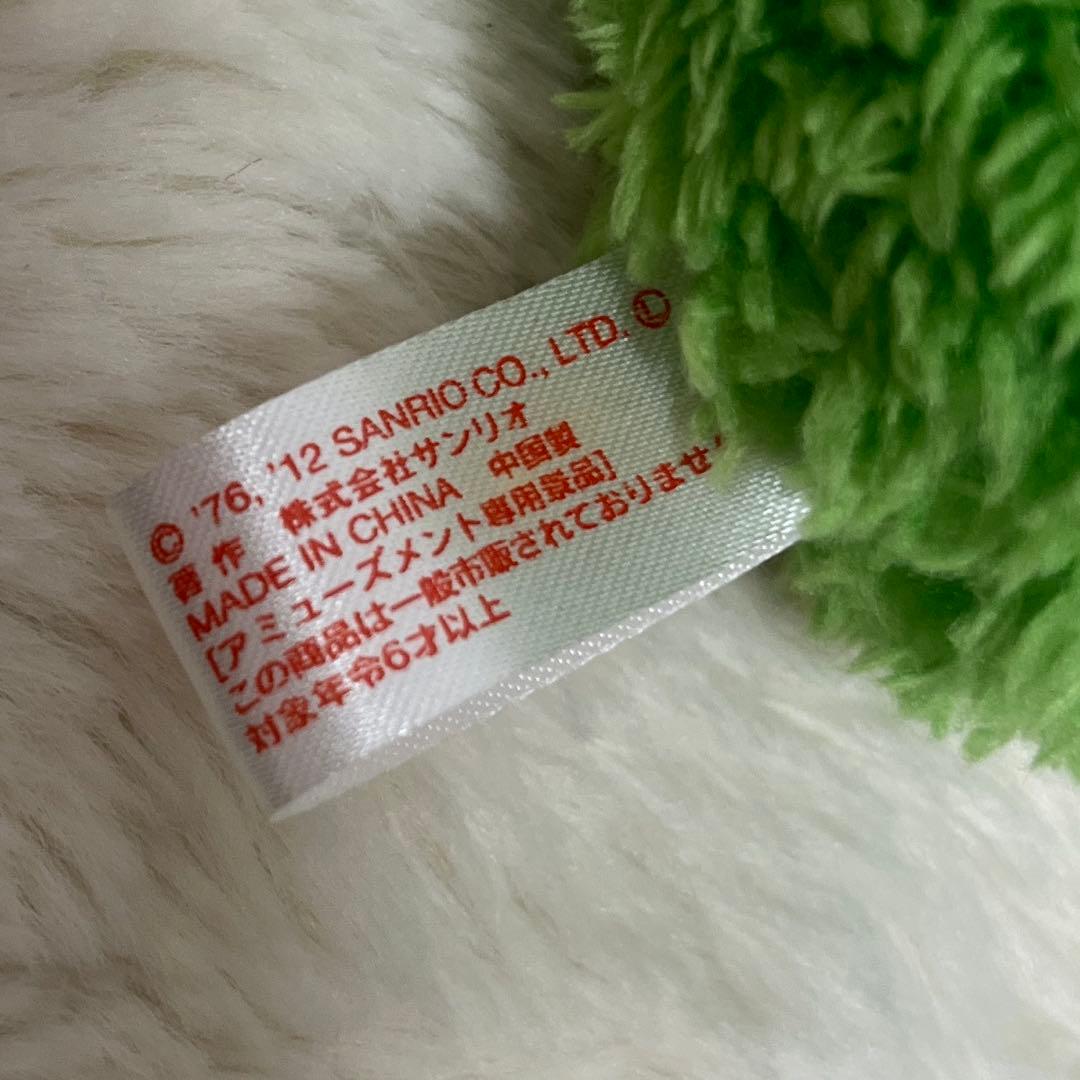 © '76, '12 SANRIO CO., LTD. Ⓛ
著 作 株式会社サンリオ
MADE IN CHINA 中国製
[アミューズメント専用景品]
この商品は一般市販されておりませ
対象年令6才以上